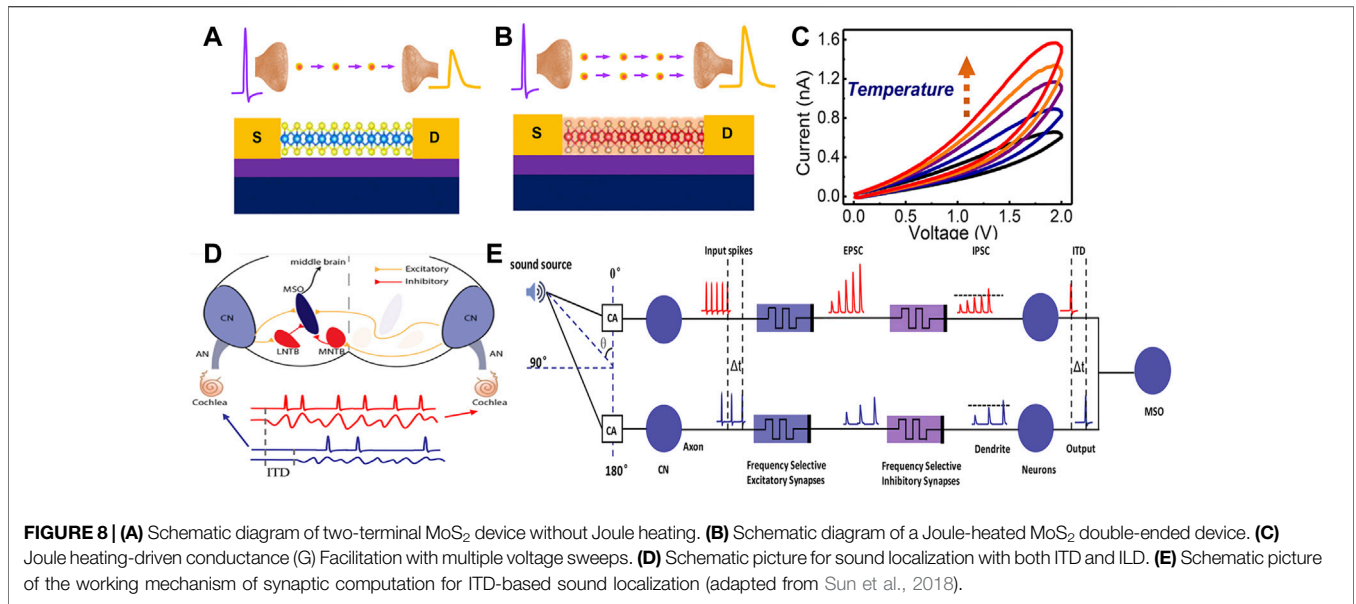 A
B
C
S
D
S
D
1.6
1.2
0.8
0.4
0.0
Current (nA)
Temperature
0.0
0.5
1.0
1.5
2.0
Voltage (V)
D
middle brain
MSO
Excitatory
Inhibitory
CN
CN
AN
LNTB
MNTB
AN
Cochlea
Cochlea
ITD
E
Input spikes
EPSC
IPSC
ITD
sound source
0°
CA
CN
θ
90°
Δt
Δt
MSO
CA
180°
Axon
CN
Frequency Selective
Excitatory Synapses
Frequency Selective
Inhibitory Synapses
Dendrite
Neurons
Output
FIGURE 8 | (A) Schematic diagram of two-terminal MoS₂ device without Joule heating. (B) Schematic diagram of a Joule-heated MoS₂ double-ended device. (C)
Joule heating-driven conductance (G) Facilitation with multiple voltage sweeps. (D) Schematic picture for sound localization with both ITD and ILD. (E) Schematic picture
of the working mechanism of synaptic computation for ITD-based sound localization (adapted from Sun et al., 2018).